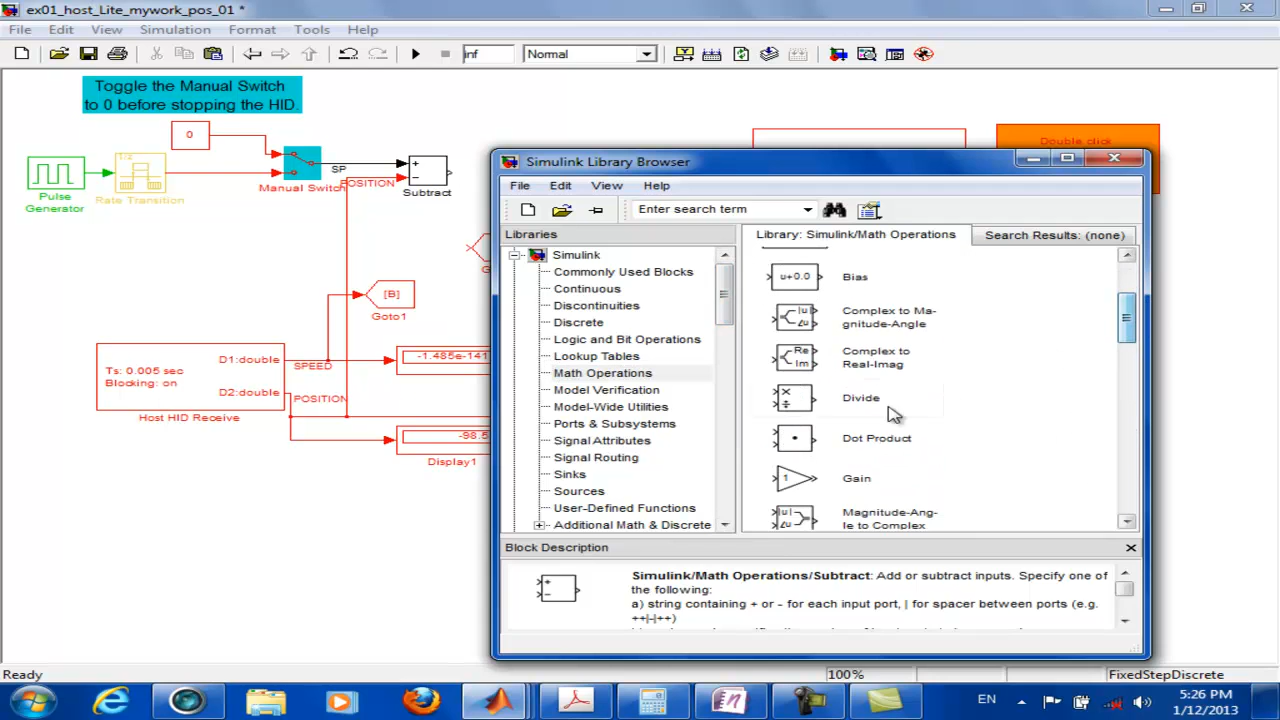 ex01_host_Lite_mywork_pos_01 *
File Edit View Simulation Format Tools Help
inf Normal
Toggle the Manual Switch
to 0 before stopping the HID.
0
T/2
SP
Manual Switch
POSITION
Subtract
Pulse
Generator
Rate Transition
Double click
[B]
Goto1
Ts: 0.005 sec
Blocking: on
D1:double
D2:double
SPEED
POSITION
Host HID Receive
-1.485e-141
-98.5
Display1
Simulink Library Browser
File Edit View Help
Enter search term
Libraries
Library: Simulink/Math Operations
Search Results: (none)
Simulink
Commonly Used Blocks
Continuous
Discontinuities
Discrete
Logic and Bit Operations
Lookup Tables
Math Operations
Model Verification
Model-Wide Utilities
Ports & Subsystems
Signal Attributes
Signal Routing
Sinks
Sources
User-Defined Functions
Additional Math & Discrete
u+0.0 Bias
|u|
∠u
Complex to Ma-
gnitude-Angle
Re
Im
Complex to
Real-Imag
×
÷
Divide
Dot Product
1 Gain
|u|
∠u
Magnitude-Ang-
le to Complex
Block Description
Simulink/Math Operations/Subtract: Add or subtract inputs. Specify one of
the following:
a) string containing + or - for each input port, | for spacer between ports (e.g.
++|-|++)
Ready
100%
FixedStepDiscrete
EN
5:26 PM
1/12/2013